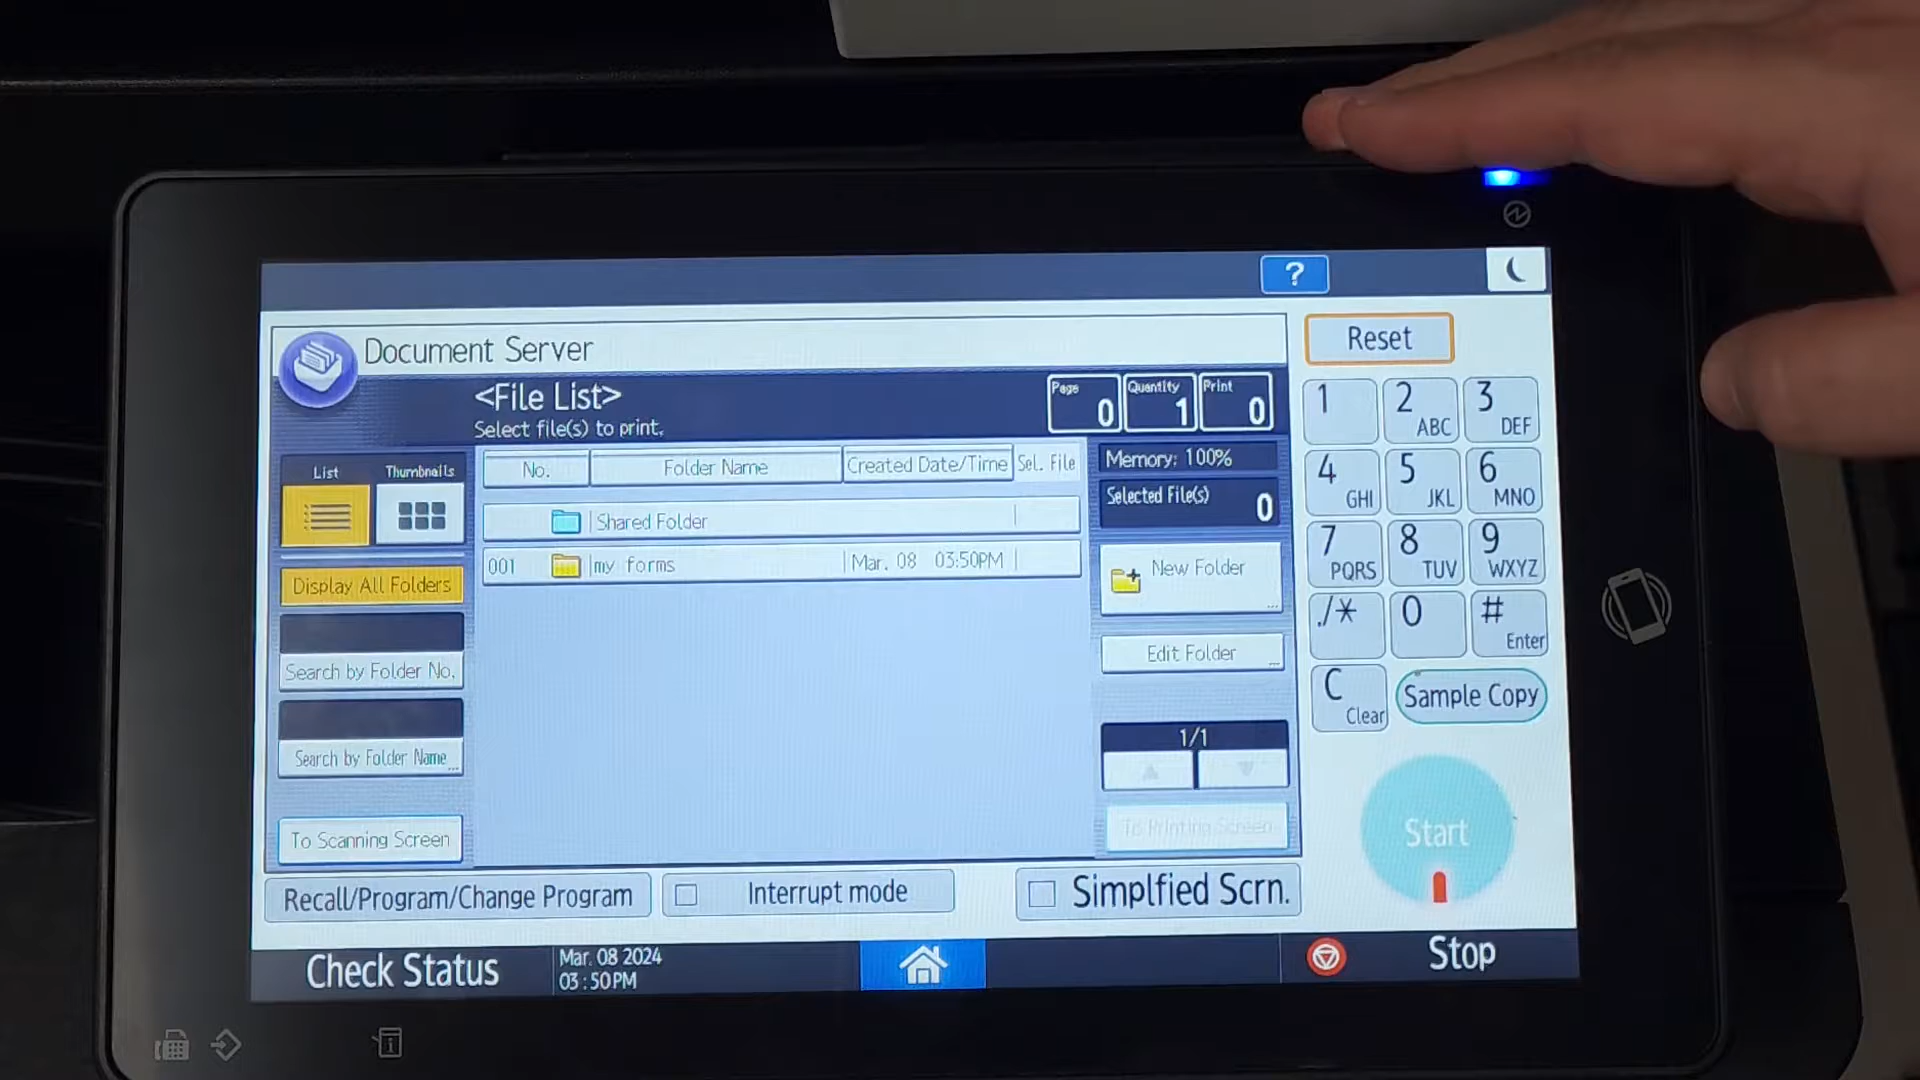 ?
Document Server
<File List>
Select file(s) to print.
Page
0
Quantity
1
Print
0
Reset
List
Thumbnails
No.
Folder Name
Created Date/Time
Sel. File
Memory: 100%
Selected File(s)
0
Shared Folder
001
my forms
Mar. 08 03:50PM
Display All Folders
Search by Folder No.
Search by Folder Name
...
To Scanning Screen
New Folder
...
Edit Folder
...
1/1
To Printing Screen
1
2 ABC
3 DEF
4 GHI
5 JKL
6 MNO
7 PQRS
8 TUV
9 WXYZ
./*
0
# Enter
C Clear
Sample Copy
Start
Recall/Program/Change Program
Interrupt mode
Simplfied Scrn.
Check Status
Mar. 08 2024
03:50PM
Stop